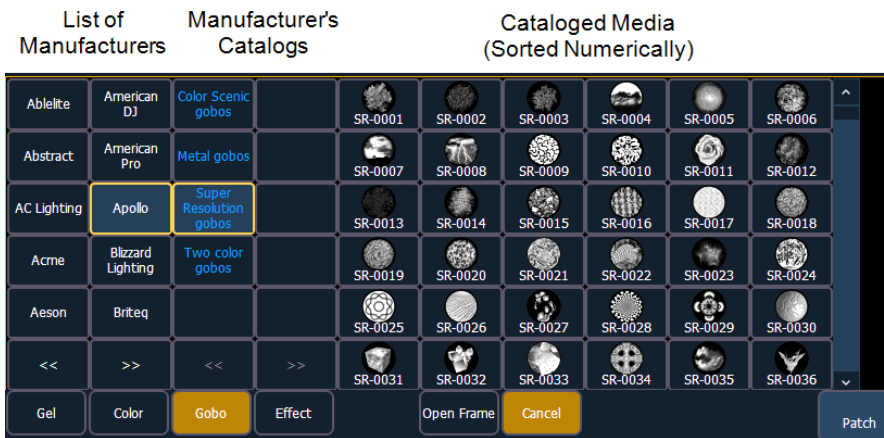 List of
Manufacturers
Manufacturer's
Catalogs
Cataloged Media
(Sorted Numerically)
Ablelite
American
DJ
Color Scenic
gobos
SR-0001
SR-0002
SR-0003
SR-0004
SR-0005
SR-0006
Abstract
American
Pro
Metal gobos
SR-0007
SR-0008
SR-0009
SR-0010
SR-0011
SR-0012
AC Lighting
Apollo
Super
Resolution
gobos
SR-0013
SR-0014
SR-0015
SR-0016
SR-0017
SR-0018
Acme
Blizzard
Lighting
Two color
gobos
SR-0019
SR-0020
SR-0021
SR-0022
SR-0023
SR-0024
Aeson
Briteq
SR-0025
SR-0026
SR-0027
SR-0028
SR-0029
SR-0030
<<
>>
<<
>>
SR-0031
SR-0032
SR-0033
SR-0034
SR-0035
SR-0036
Gel
Color
Gobo
Effect
Open Frame
Cancel
Patch